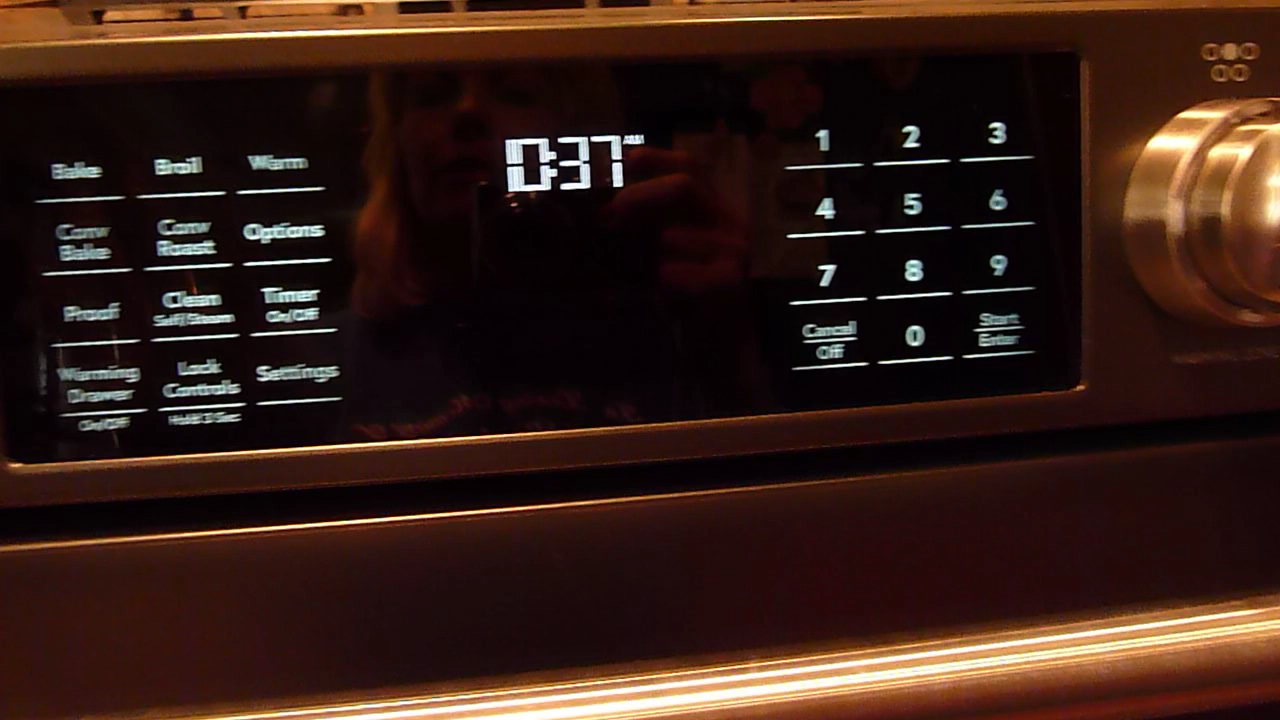 Bake
Broil
Warm
10:37 AM
Conv
Bake
Conv
Roast
Options
Proof
Clean
Self/Steam
Timer
On/Off
Warming
Drawer
On/Off
Lock
Controls
Hold 3 Sec
Settings
1 2 3
4 5 6
7 8 9
Cancel
Off
0
Start
Enter